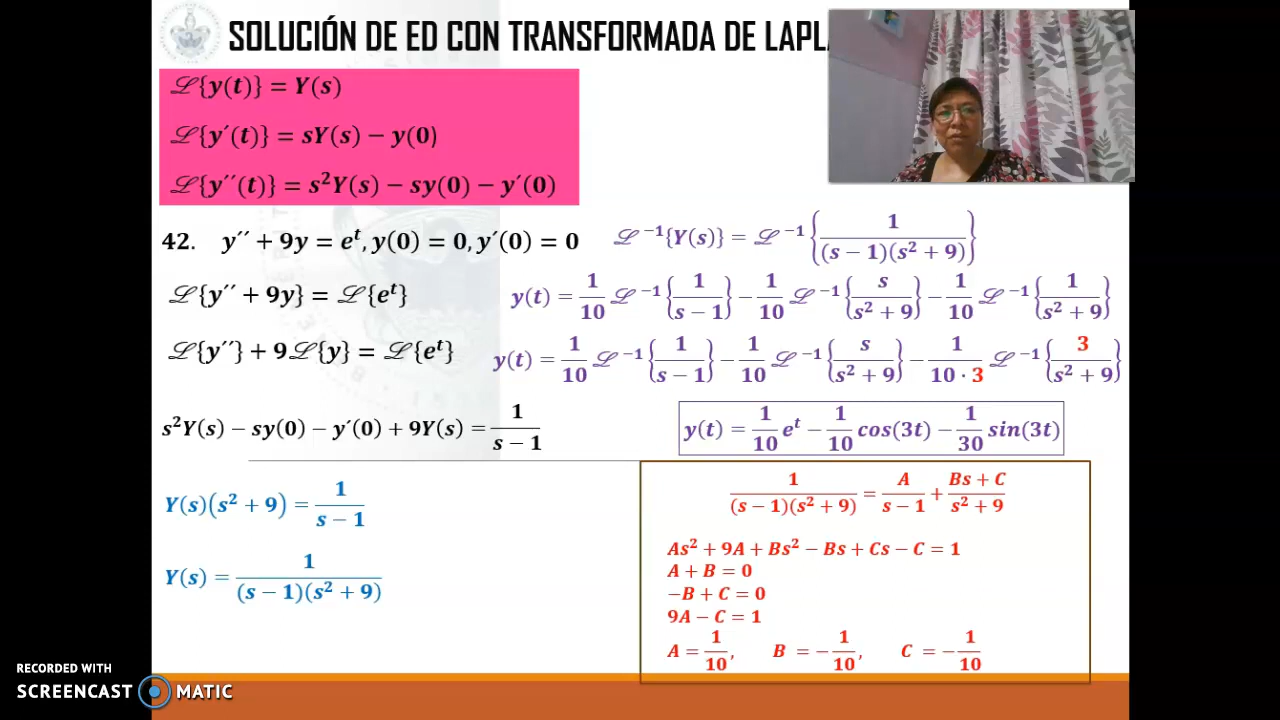 SOLUCIÓN DE ED CON TRANSFORMADA DE LAPLA
ℒ{y(t)} = Y(s)
ℒ{y´(t)} = sY(s) − y(0)
ℒ{y´´(t)} = s²Y(s) − sy(0) − y´(0)
42. y´´ + 9y = eᵗ, y(0) = 0, y´(0) = 0
ℒ{y´´ + 9y} = ℒ{eᵗ}
ℒ{y´´} + 9ℒ{y} = ℒ{eᵗ}
s²Y(s) − sy(0) − y´(0) + 9Y(s) = 1/(s − 1)
Y(s)(s² + 9) = 1/(s − 1)
Y(s) = 1/((s − 1)(s² + 9))
ℒ⁻¹{Y(s)} = ℒ⁻¹{1/((s − 1)(s² + 9))}
y(t) = 1/10 ℒ⁻¹{1/(s − 1)} − 1/10 ℒ⁻¹{s/(s² + 9)} − 1/10 ℒ⁻¹{1/(s² + 9)}
y(t) = 1/10 ℒ⁻¹{1/(s − 1)} − 1/10 ℒ⁻¹{s/(s² + 9)} − 1/(10 · 3) ℒ⁻¹{3/(s² + 9)}
y(t) = 1/10 eᵗ − 1/10 cos(3t) − 1/30 sin(3t)
1/((s − 1)(s² + 9)) = A/(s − 1) + (Bs + C)/(s² + 9)
As² + 9A + Bs² − Bs + Cs − C = 1
A + B = 0
−B + C = 0
9A − C = 1
A = 1/10, B = −1/10, C = −1/10
RECORDED WITH
SCREENCAST MATIC